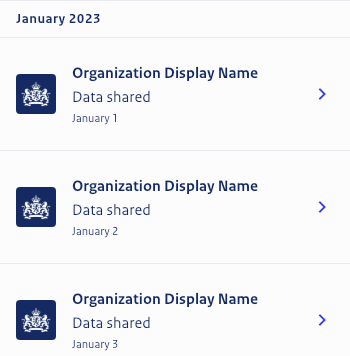 January 2023
Organization Display Name
Data shared
January 1
Organization Display Name
Data shared
January 2
Organization Display Name
Data shared
January 3